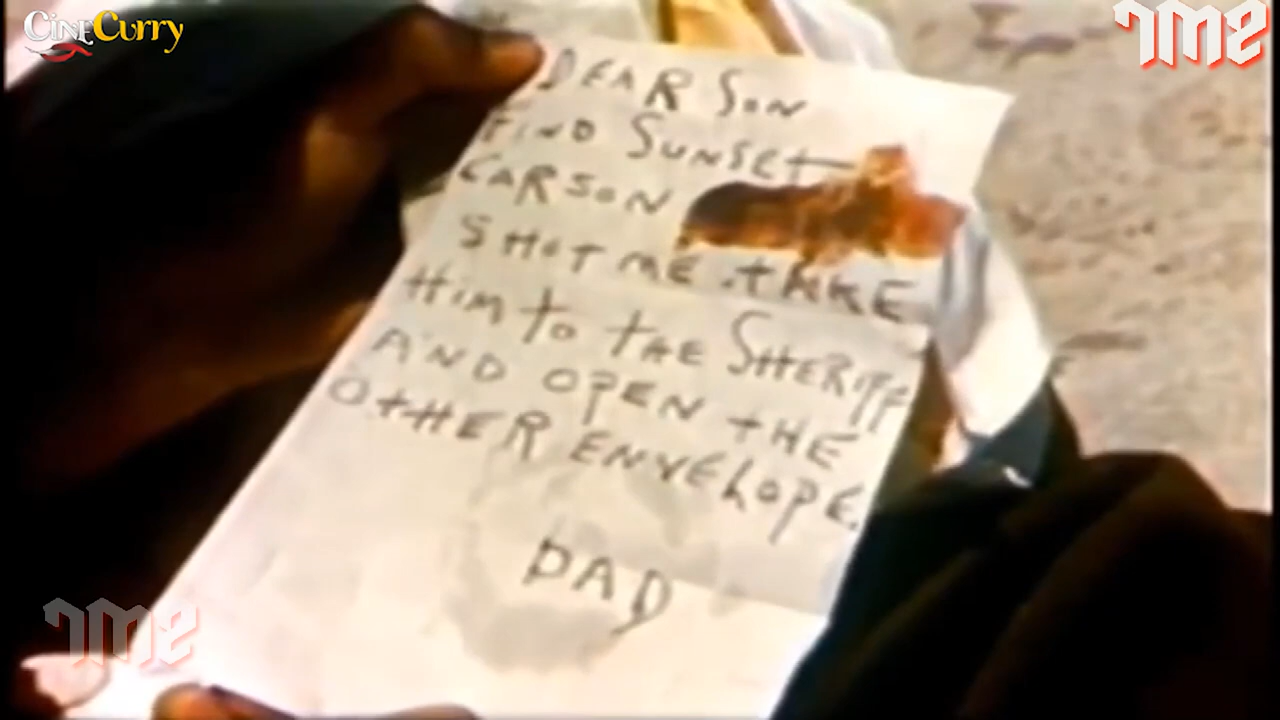 CINECURRY
DEAR SON
FIND SUNSET
CARSON
SHOT ME. TAKE
HIM TO THE SHERIFF
AND OPEN THE
OTHER ENVELOPE.
DAD